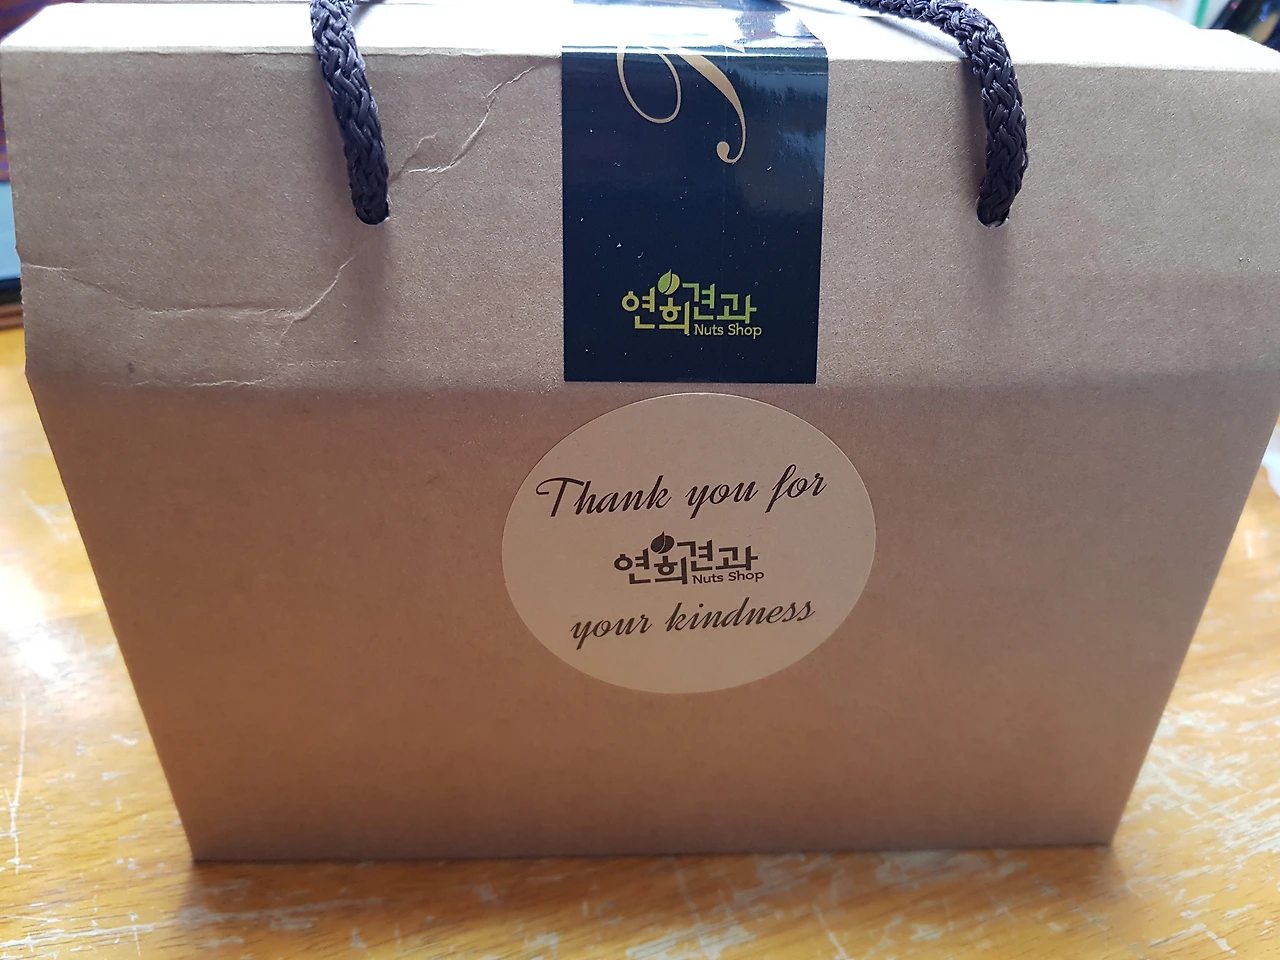 연희견과
Nuts Shop
Thank you for
연희견과
Nuts Shop
your kindness